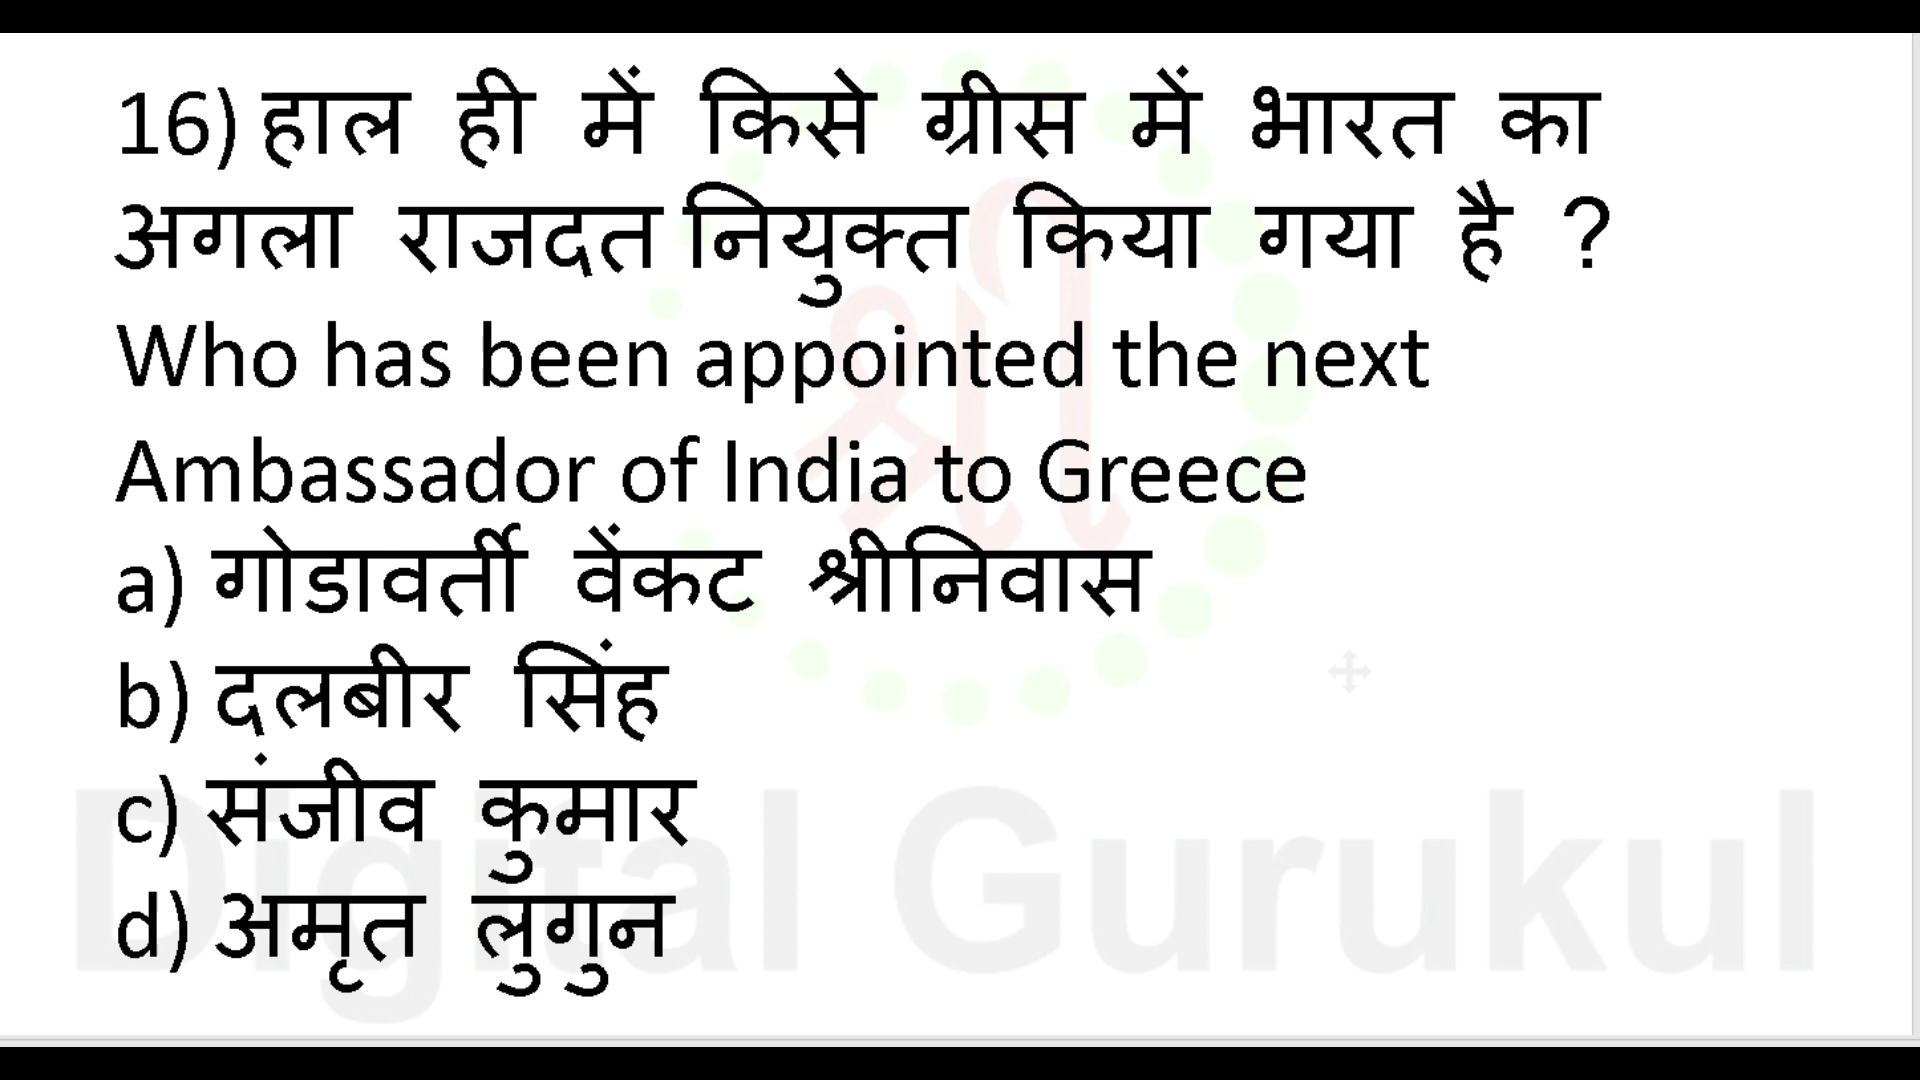 16) हाल ही में किसे ग्रीस में भारत का
अगला राजदत नियुक्त किया गया है ?
Who has been appointed the next
Ambassador of India to Greece
a) गोडावर्ती वेंकट श्रीनिवास
b) दलबीर सिंह
c) संजीव कुमार
d) अमृत लुगुन
श्री
Digital Gurukul